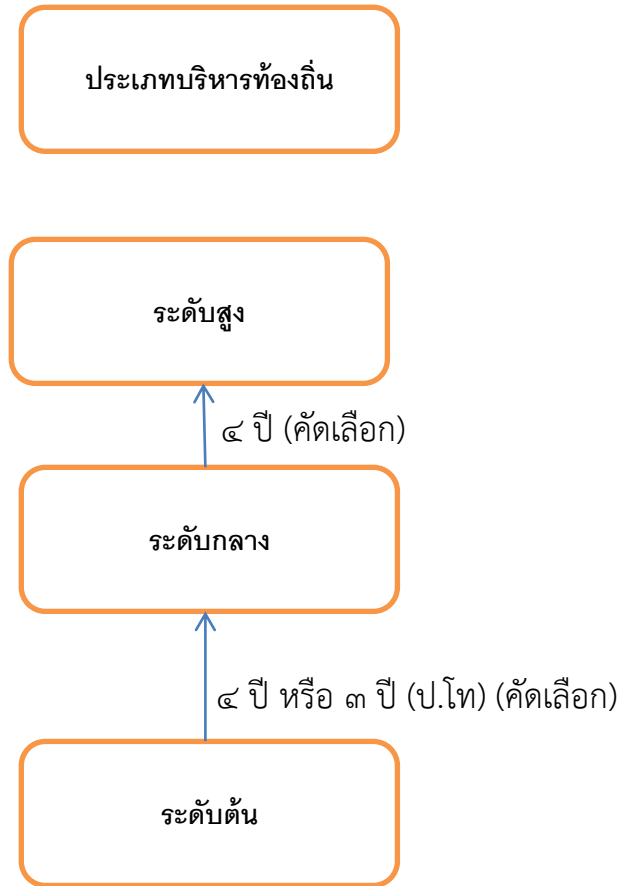 ประเภทบริหารท้องถิ่น
ระดับสูง
๔ ปี (คัดเลือก)
ระดับกลาง
๔ ปี หรือ ๓ ปี (ป.โท) (คัดเลือก)
ระดับต้น